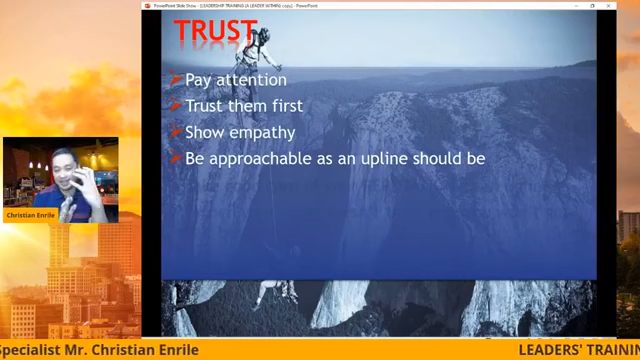 PowerPoint Slide Show - [LEADERSHIP TRAINING (A LEADER WITHIN) copy] - PowerPoint
TRUST
Pay attention
Trust them first
Show empathy
Be approachable as an upline should be
Christian Enrile
Specialist Mr. Christian Enrile
LEADERS' TRAININ